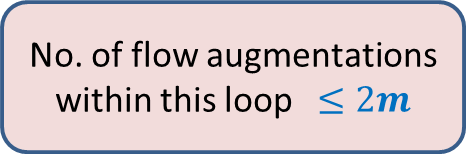 No. of flow augmentations
within this loop ≤ 2m